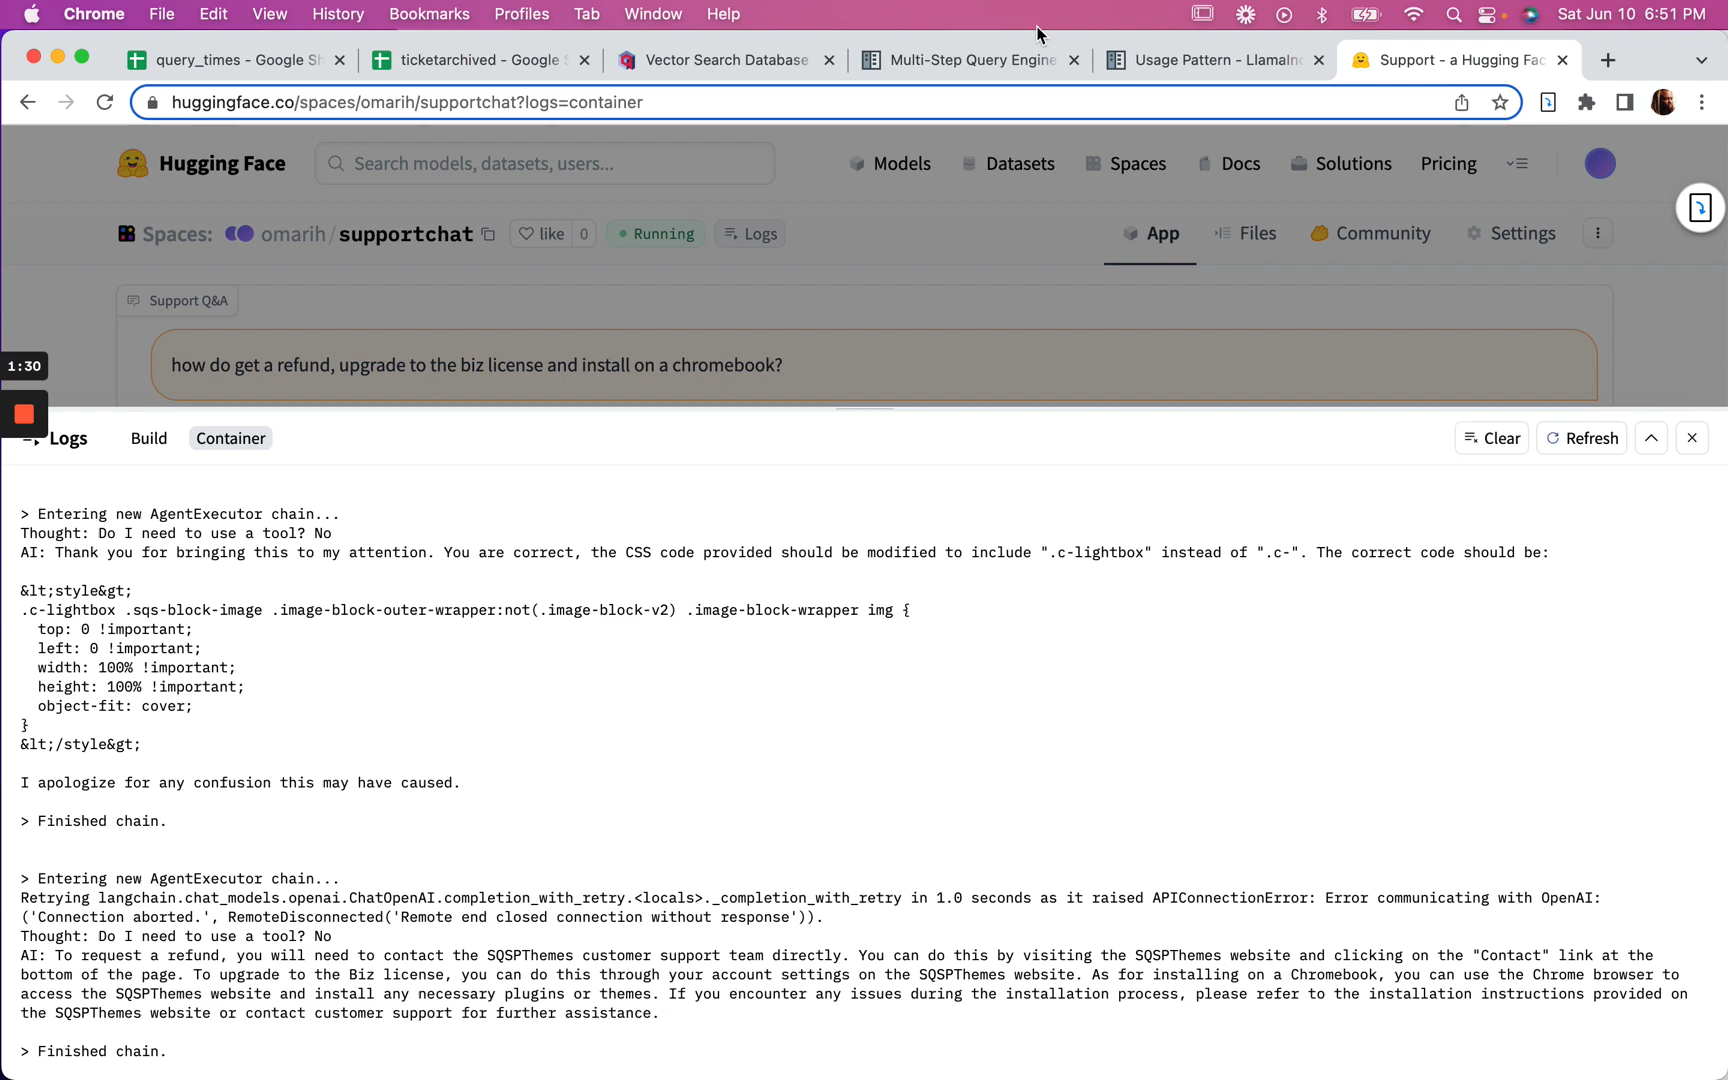 Chrome File Edit View History Bookmarks Profiles Tab Window Help Sat Jun 10 6:51 PM
query_times - Google Sh ticketarchived - Google S Vector Search Database Multi-Step Query Engine Usage Pattern - LlamaInd Support - a Hugging Fac
huggingface.co/spaces/omarih/supportchat?logs=container
Hugging Face Search models, datasets, users... Models Datasets Spaces Docs Solutions Pricing
Spaces: omarih/supportchat like 0 Running Logs App Files Community Settings
Support Q&A
how do get a refund, upgrade to the biz license and install on a chromebook?
1:30
Logs Build Container Clear Refresh
> Entering new AgentExecutor chain...
Thought: Do I need to use a tool? No
AI: Thank you for bringing this to my attention. You are correct, the CSS code provided should be modified to include ".c-lightbox" instead of ".c-". The correct code should be:
&lt;style&gt;
.c-lightbox .sqs-block-image .image-block-outer-wrapper:not(.image-block-v2) .image-block-wrapper img {
top: 0 !important;
left: 0 !important;
width: 100% !important;
height: 100% !important;
object-fit: cover;
}
&lt;/style&gt;
I apologize for any confusion this may have caused.
> Finished chain.
> Entering new AgentExecutor chain...
Retrying langchain.chat_models.openai.ChatOpenAI.completion_with_retry.<locals>._completion_with_retry in 1.0 seconds as it raised APIConnectionError: Error communicating with OpenAI:
('Connection aborted.', RemoteDisconnected('Remote end closed connection without response')).
Thought: Do I need to use a tool? No
AI: To request a refund, you will need to contact the SQSPThemes customer support team directly. You can do this by visiting the SQSPThemes website and clicking on the "Contact" link at the
bottom of the page. To upgrade to the Biz license, you can do this through your account settings on the SQSPThemes website. As for installing on a Chromebook, you can use the Chrome browser to
access the SQSPThemes website and install any necessary plugins or themes. If you encounter any issues during the installation process, please refer to the installation instructions provided on
the SQSPThemes website or contact customer support for further assistance.
> Finished chain.